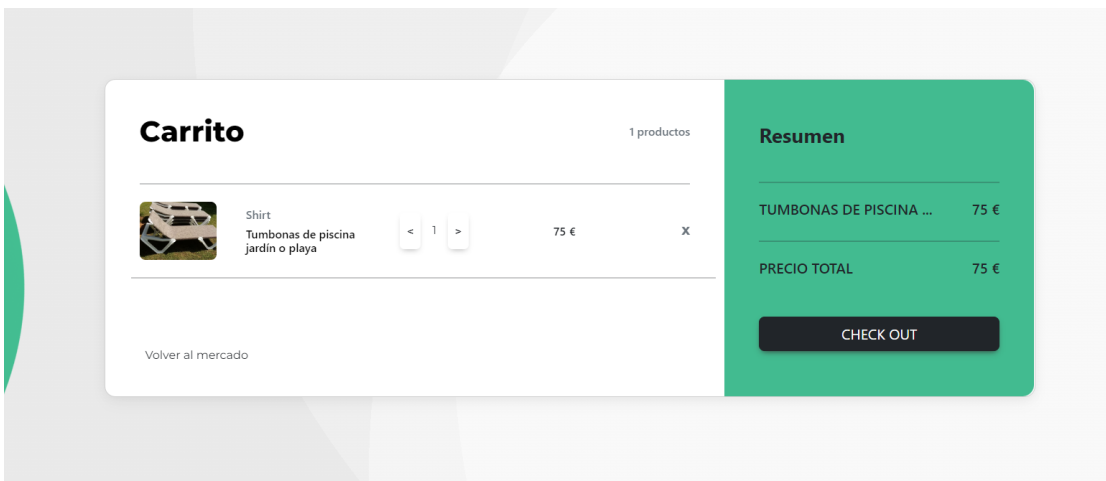 Carrito
1 productos
Shirt
Tumbonas de piscina
jardín o playa
< 1 >
75 €
x
Volver al mercado
Resumen
TUMBONAS DE PISCINA ... 75 €
PRECIO TOTAL 75 €
CHECK OUT